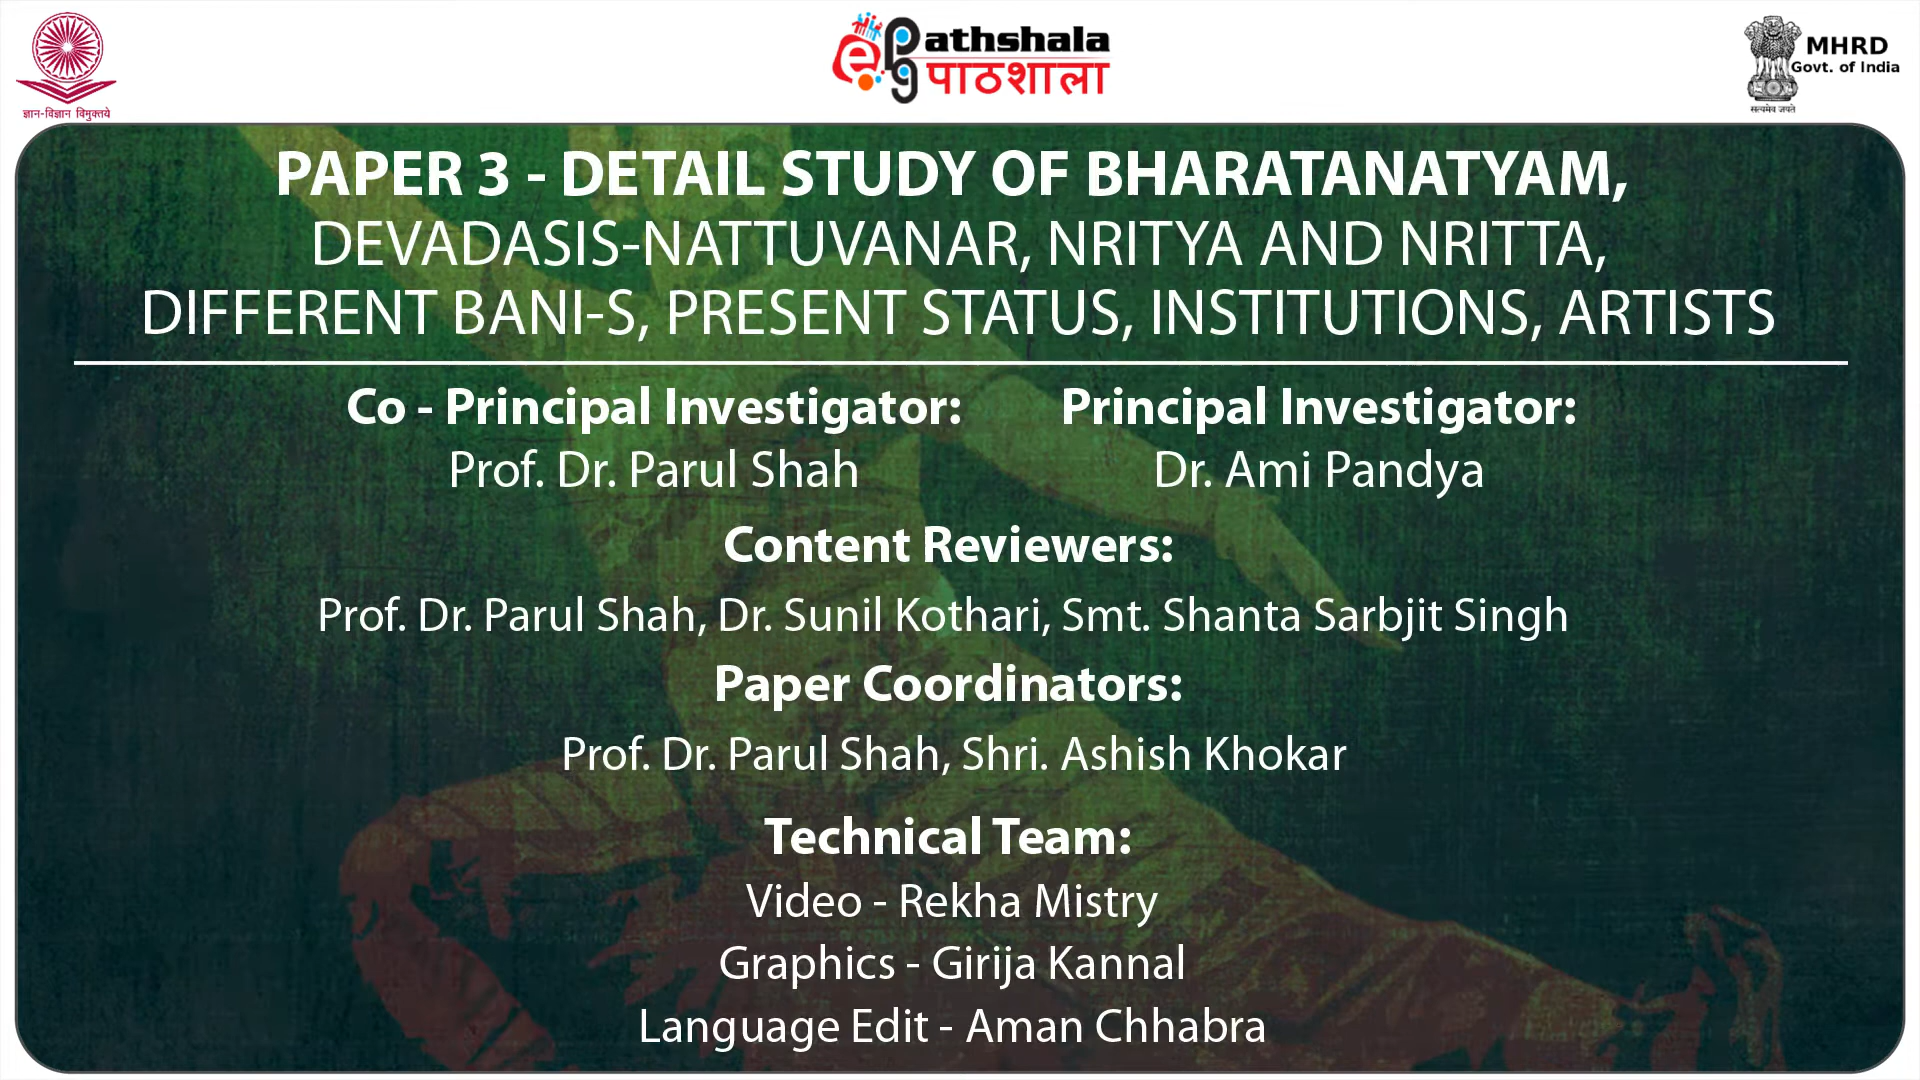 ज्ञान-विज्ञान विमुक्तये
ePG Pathshala
पाठशाला
MHRD
Govt. of India
सत्यमेव जयते
PAPER 3 - DETAIL STUDY OF BHARATANATYAM,
DEVADASIS-NATTUVANAR, NRITYA AND NRITTA,
DIFFERENT BANI-S, PRESENT STATUS, INSTITUTIONS, ARTISTS
Co - Principal Investigator: Principal Investigator:
Prof. Dr. Parul Shah Dr. Ami Pandya
Content Reviewers:
Prof. Dr. Parul Shah, Dr. Sunil Kothari, Smt. Shanta Sarbjit Singh
Paper Coordinators:
Prof. Dr. Parul Shah, Shri. Ashish Khokar
Technical Team:
Video - Rekha Mistry
Graphics - Girija Kannal
Language Edit - Aman Chhabra